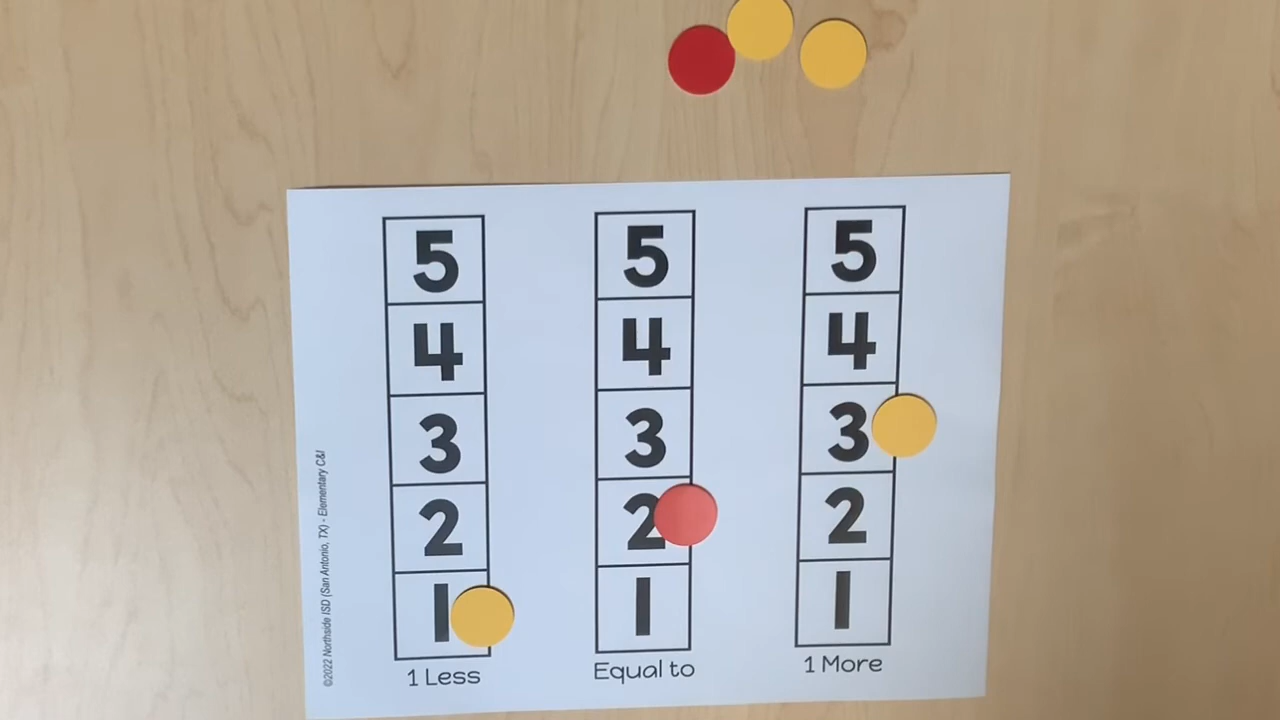 5 5 5
4 4 4
3 3 3
2 2 2
1 1 1
1 Less Equal to 1 More
©2022 Northside ISD (San Antonio, TX) - Elementary C&I